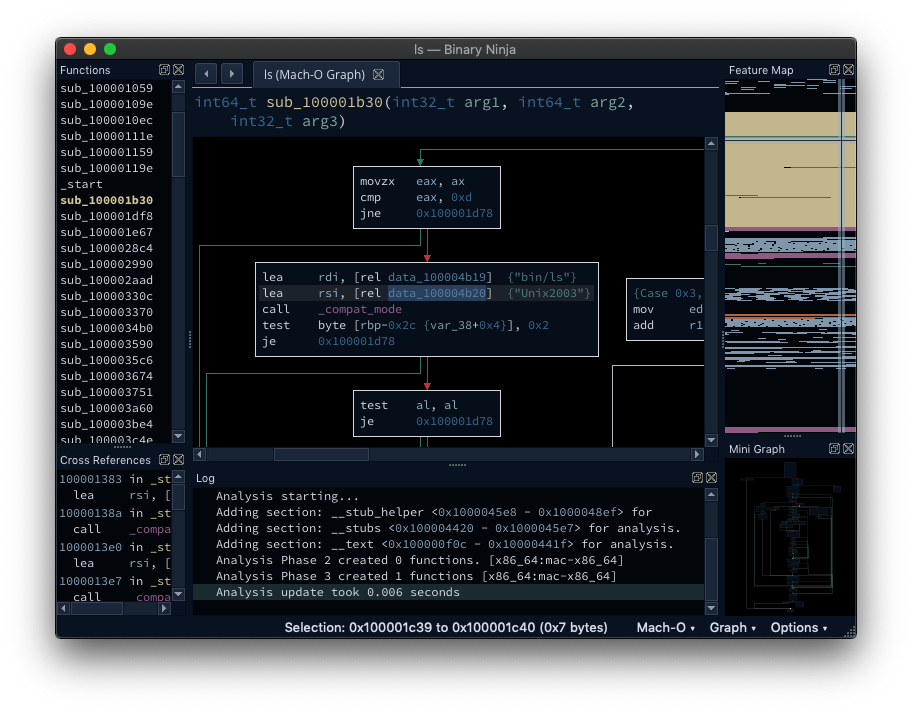 ls — Binary Ninja
Functions
sub_100001059
sub_10000109e
sub_1000010ec
sub_10000111e
sub_100001159
sub_10000119e
_start
sub_100001b30
sub_100001df8
sub_100001e67
sub_1000028c4
sub_100002990
sub_100002aad
sub_10000330c
sub_100003370
sub_1000034b0
sub_100003590
sub_1000035c6
sub_100003674
sub_100003751
sub_100003a60
sub_100003be4
sub_100003c4e
Cross References
100001383 in _st
lea rsi, [
10000138a in _st
call _compa
1000013e0 in _st
lea rsi, [
1000013e7 in _st
call _compa
ls (Mach-O Graph)
int64_t sub_100001b30(int32_t arg1, int64_t arg2,
int32_t arg3)
movzx eax, ax
cmp eax, 0xd
jne 0x100001d78
lea rdi, [rel data_100004b19] {"bin/ls"}
lea rsi, [rel data_100004b20] {"Unix2003"}
call _compat_mode
test byte [rbp-0x2c {var_38+0x4}], 0x2
je 0x100001d78
{Case 0x3,
mov ed
add r1
test al, al
je 0x100001d78
Log
Analysis starting...
Adding section: __stub_helper <0x1000045e8 - 0x1000048ef> for
Adding section: __stubs <0x100004420 - 0x1000045e7> for analysis.
Adding section: __text <0x100000f0c - 0x10000441f> for analysis.
Analysis Phase 2 created 0 functions. [x86_64:mac-x86_64]
Analysis Phase 3 created 1 functions [x86_64:mac-x86_64]
Analysis update took 0.006 seconds
Feature Map
Mini Graph
Selection: 0x100001c39 to 0x100001c40 (0x7 bytes) Mach-O Graph Options